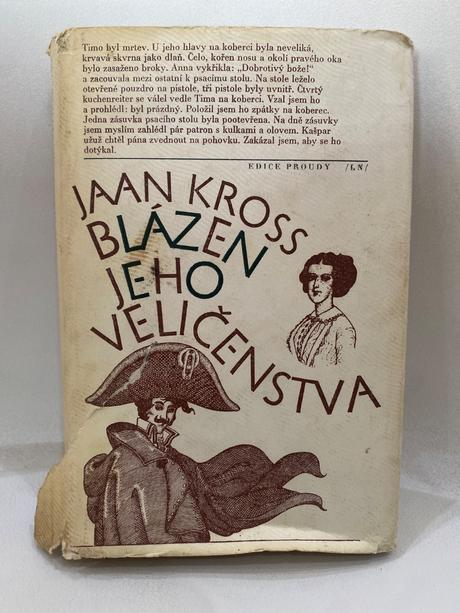 Timo byl mrtev. U jeho hlavy na koberci byla neveliká,
krvavá skvrna jako dlaň. Čelo, kořen nosu a okolí pravého oka
bylo zasaženo broky. Anna vykřikla: „Dobrotivý bože!"
a zacouvala mezi ostatní k psacímu stolu. Na stole leželo
otevřené pouzdro na pistole, tři pistole byly uvnitř. Čtvrtý
kuchenreiter se válel vedle Tima na koberci. Vzal jsem ho
a prohlédl: byl prázdný. Položil jsem ho zpátky na koberec.
Jedna zásuvka psacího stolu byla pootevřena. Na dně zásuvky
jsem myslím zahlédl pár patron s kulkami a olovem. Kašpar
užuž chtěl pána zvednout na pohovku. Zakázal jsem, aby se ho
dotýkal.
EDICE PROUDY /LN/
JAAN KROSS
BLÁZEN
JEHO
VELIČENSTVA